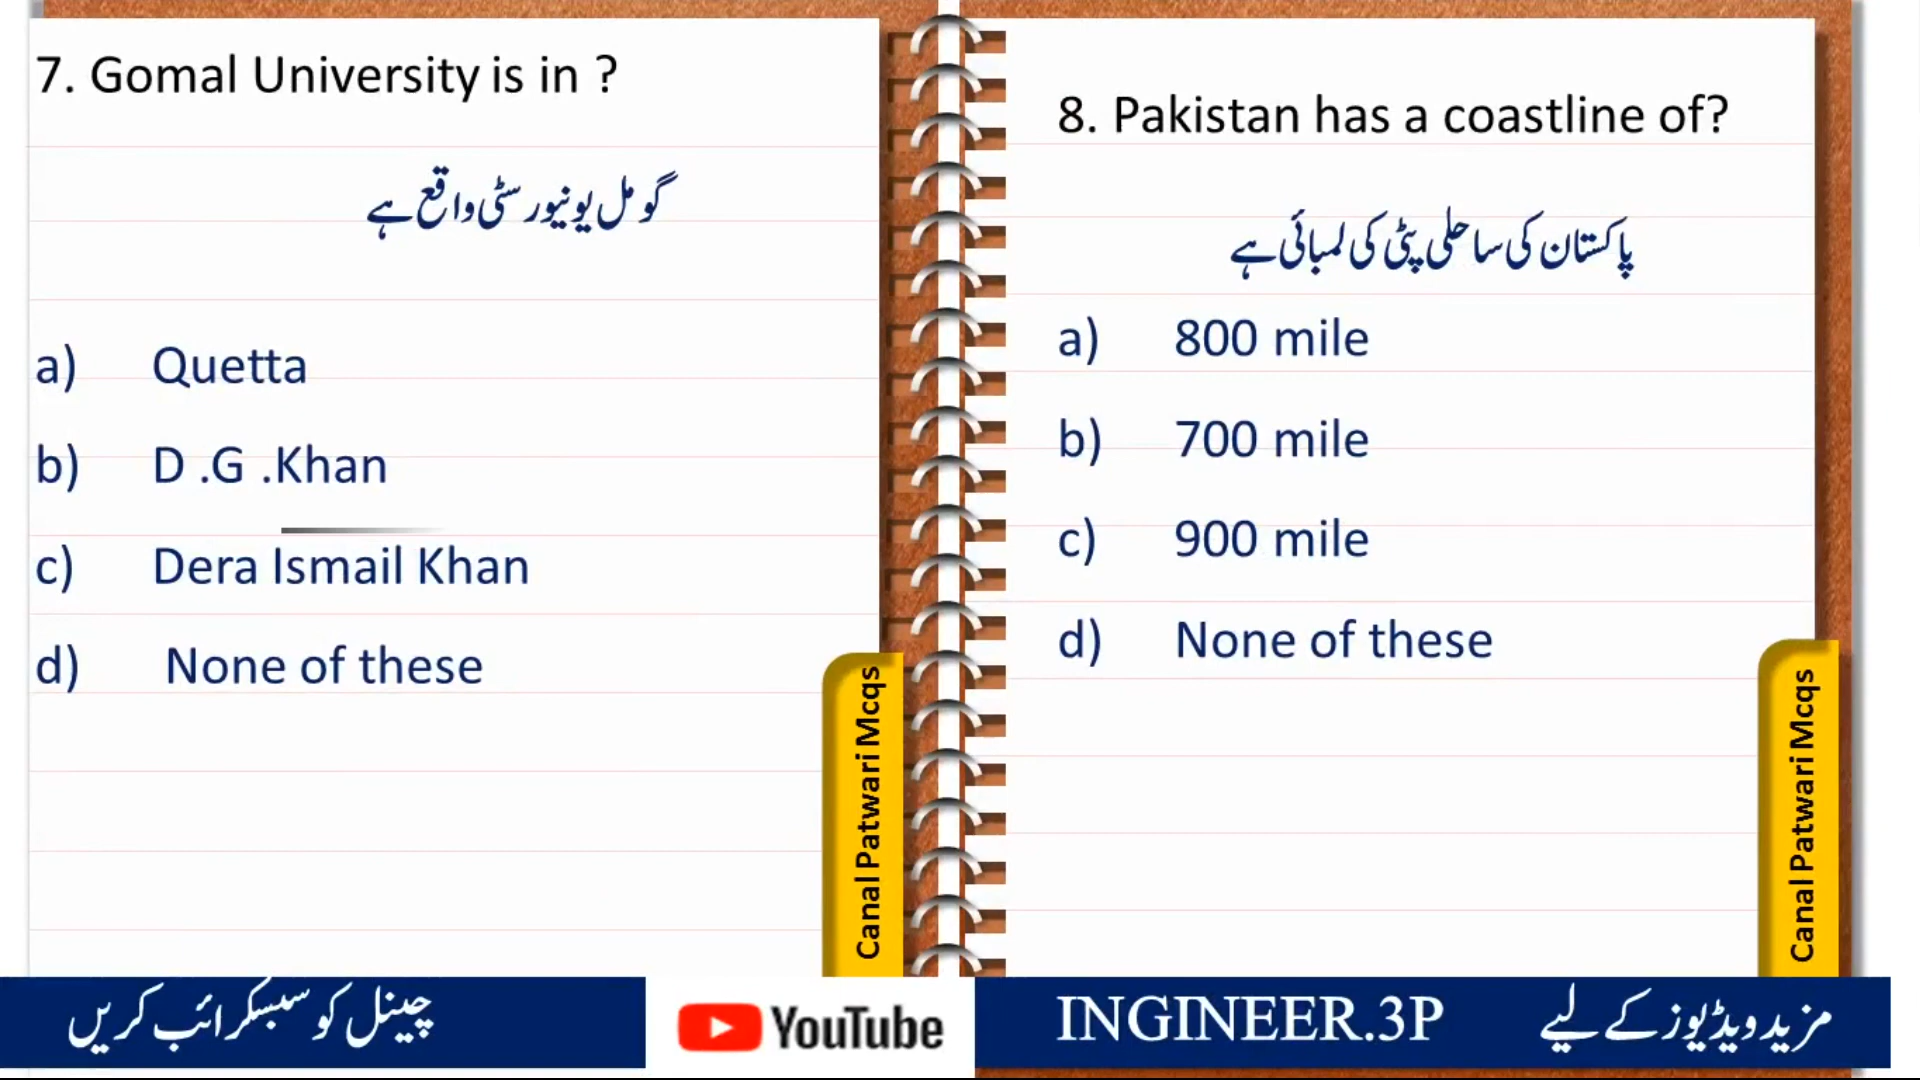 7. Gomal University is in ?
گومل یونیورسٹی واقع ہے
a) Quetta
b) D .G .Khan
c) Dera Ismail Khan
d) None of these
Canal Patwari Mcqs
8. Pakistan has a coastline of?
پاکستان کی ساحلی پٹی کی لمبائی ہے
a) 800 mile
b) 700 mile
c) 900 mile
d) None of these
Canal Patwari Mcqs
چینل کو سبسکرائب کریں
YouTube
INGINEER.3P
مزید ویڈیوز کے لیے